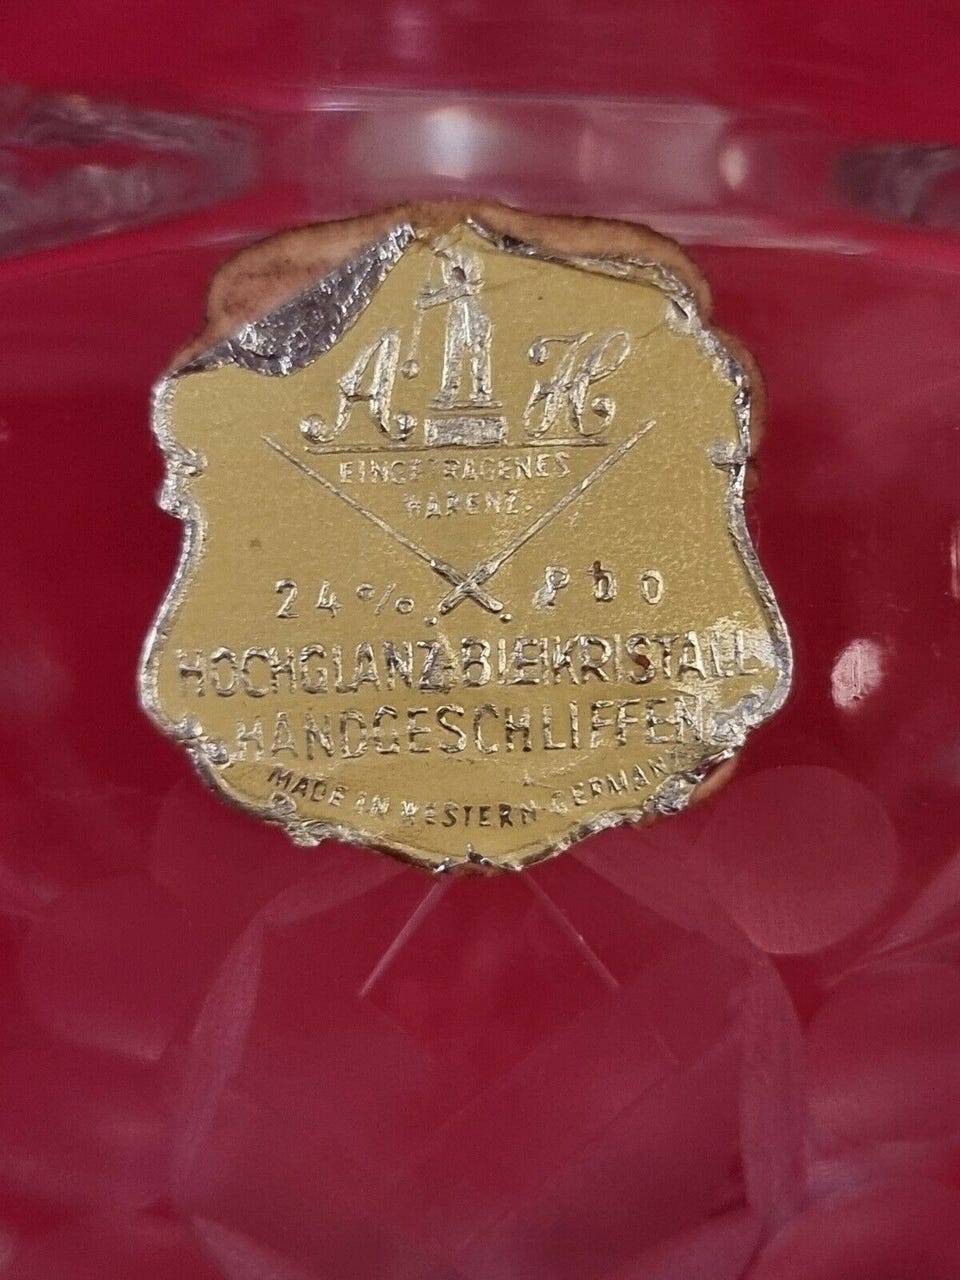 A H
EINGETRAGENES
WARENZ.
24% PbO
HOCHGLANZ-BLEIKRISTALL
HANDGESCHLIFFEN
MADE IN WESTERN-GERMANY